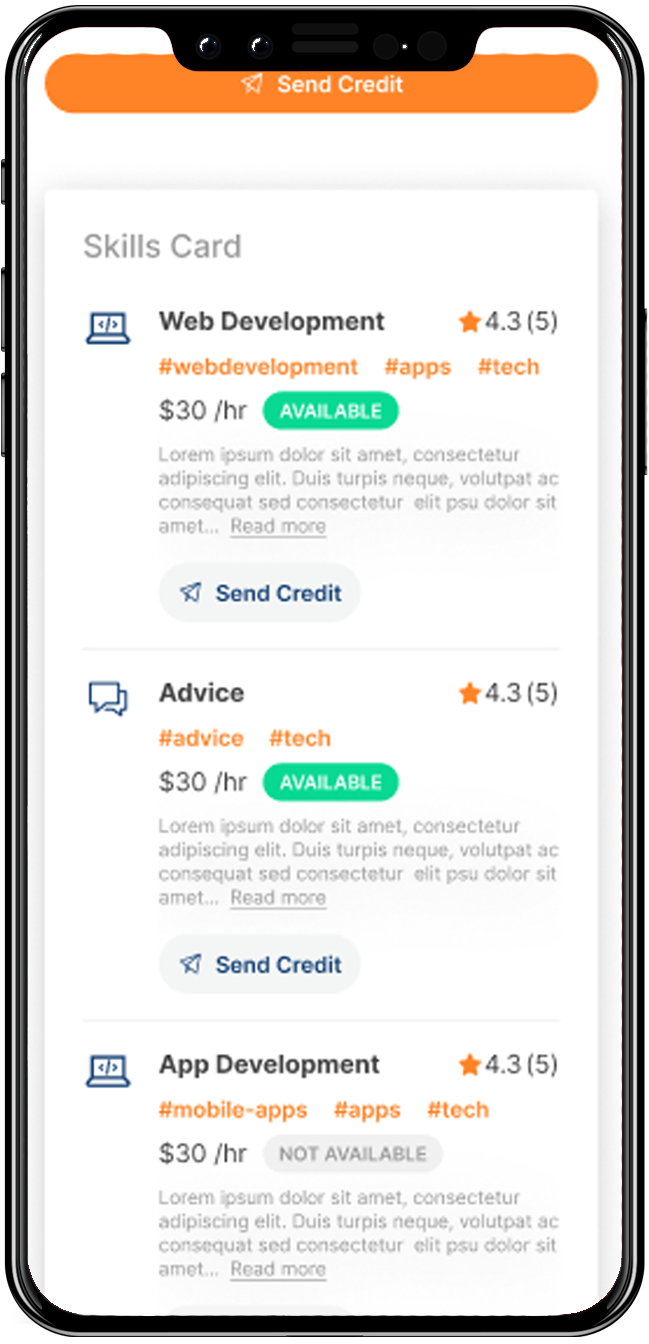 Send Credit
Skills Card
Web Development 4.3 (5)
#webdevelopment #apps #tech
$30 /hr AVAILABLE
Lorem ipsum dolor sit amet, consectetur
adipiscing elit. Duis turpis neque, volutpat ac
consequat sed consectetur elit psu dolor sit
amet... Read more
Send Credit
Advice 4.3 (5)
#advice #tech
$30 /hr AVAILABLE
Lorem ipsum dolor sit amet, consectetur
adipiscing elit. Duis turpis neque, volutpat ac
consequat sed consectetur elit psu dolor sit
amet... Read more
Send Credit
App Development 4.3 (5)
#mobile-apps #apps #tech
$30 /hr NOT AVAILABLE
Lorem ipsum dolor sit amet, consectetur
adipiscing elit. Duis turpis neque, volutpat ac
consequat sed consectetur elit psu dolor sit
amet... Read more